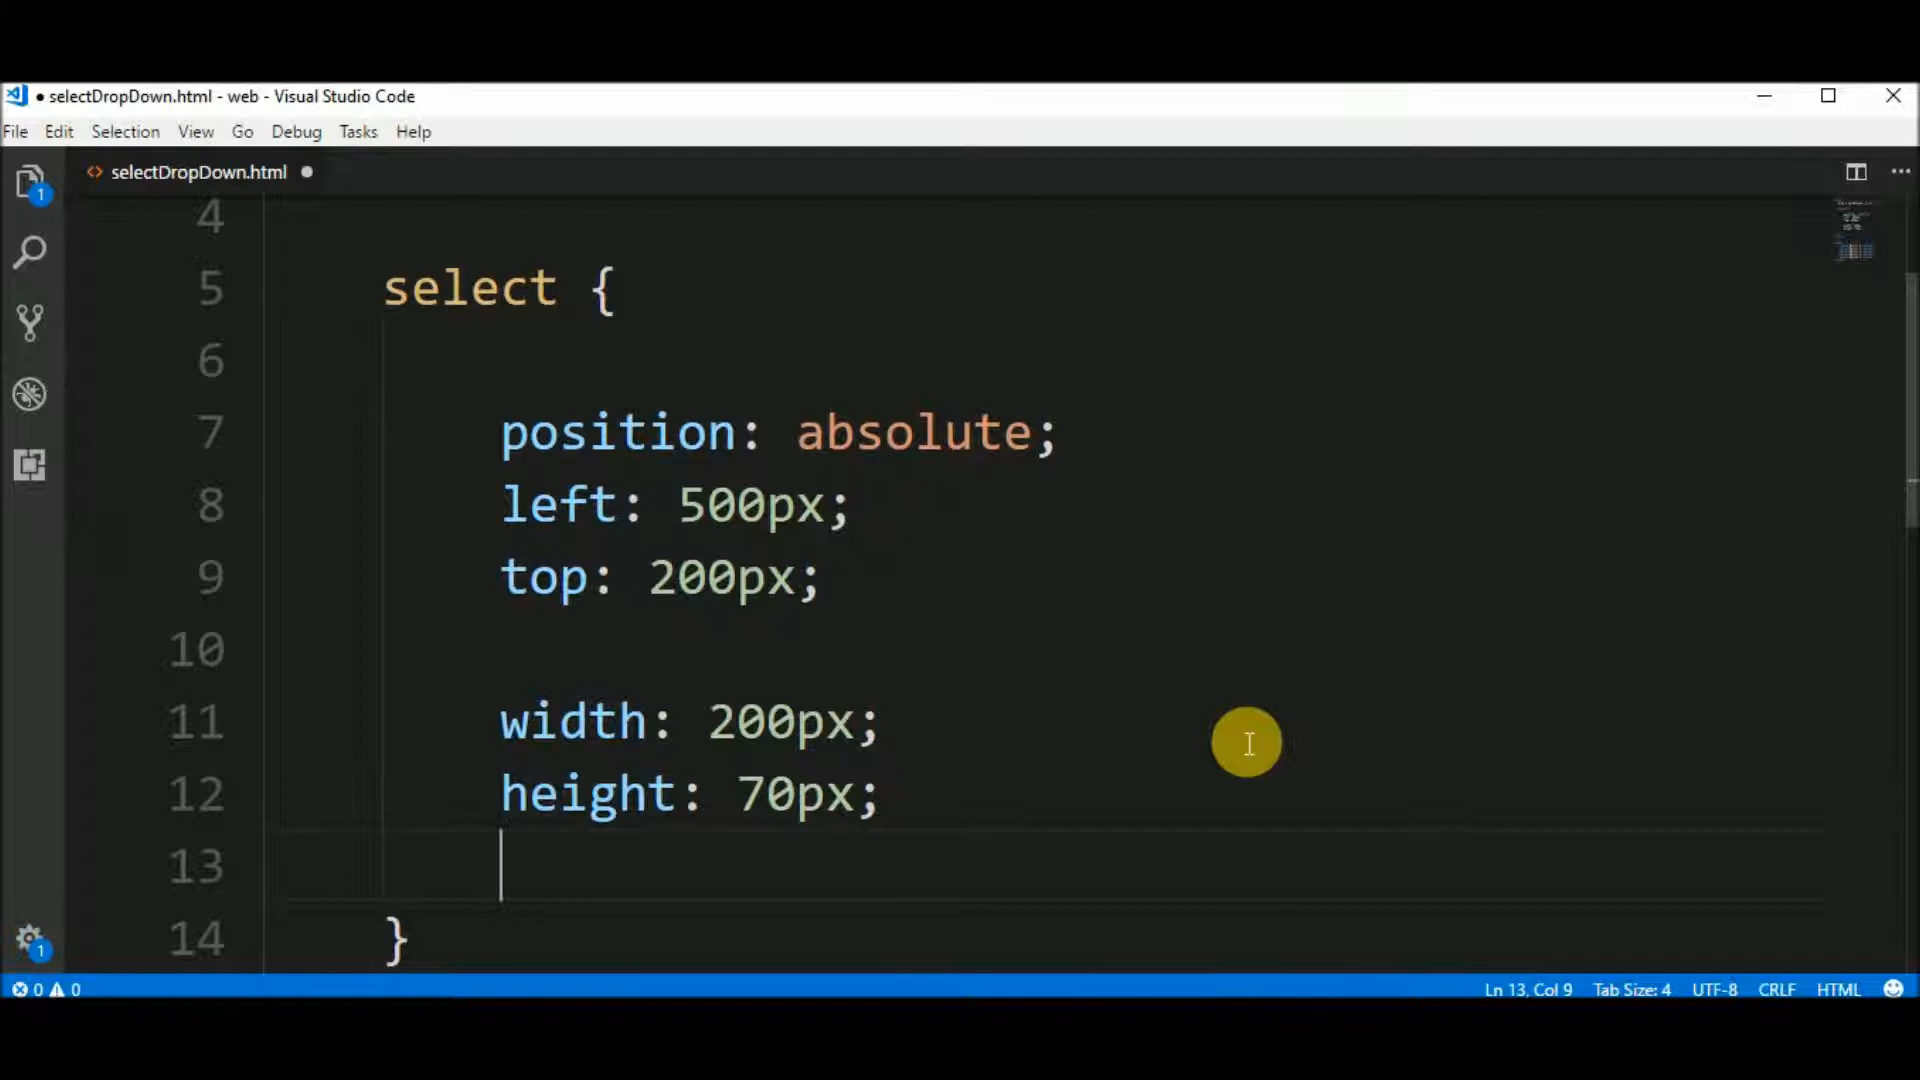 ● selectDropDown.html - web - Visual Studio Code
File Edit Selection View Go Debug Tasks Help
<> selectDropDown.html ●
1
4
5 select {
6
7 position: absolute;
8 left: 500px;
9 top: 200px;
10
11 width: 200px;
12 height: 70px;
13
14 }
1
0 0 Ln 13, Col 9 Tab Size: 4 UTF-8 CRLF HTML